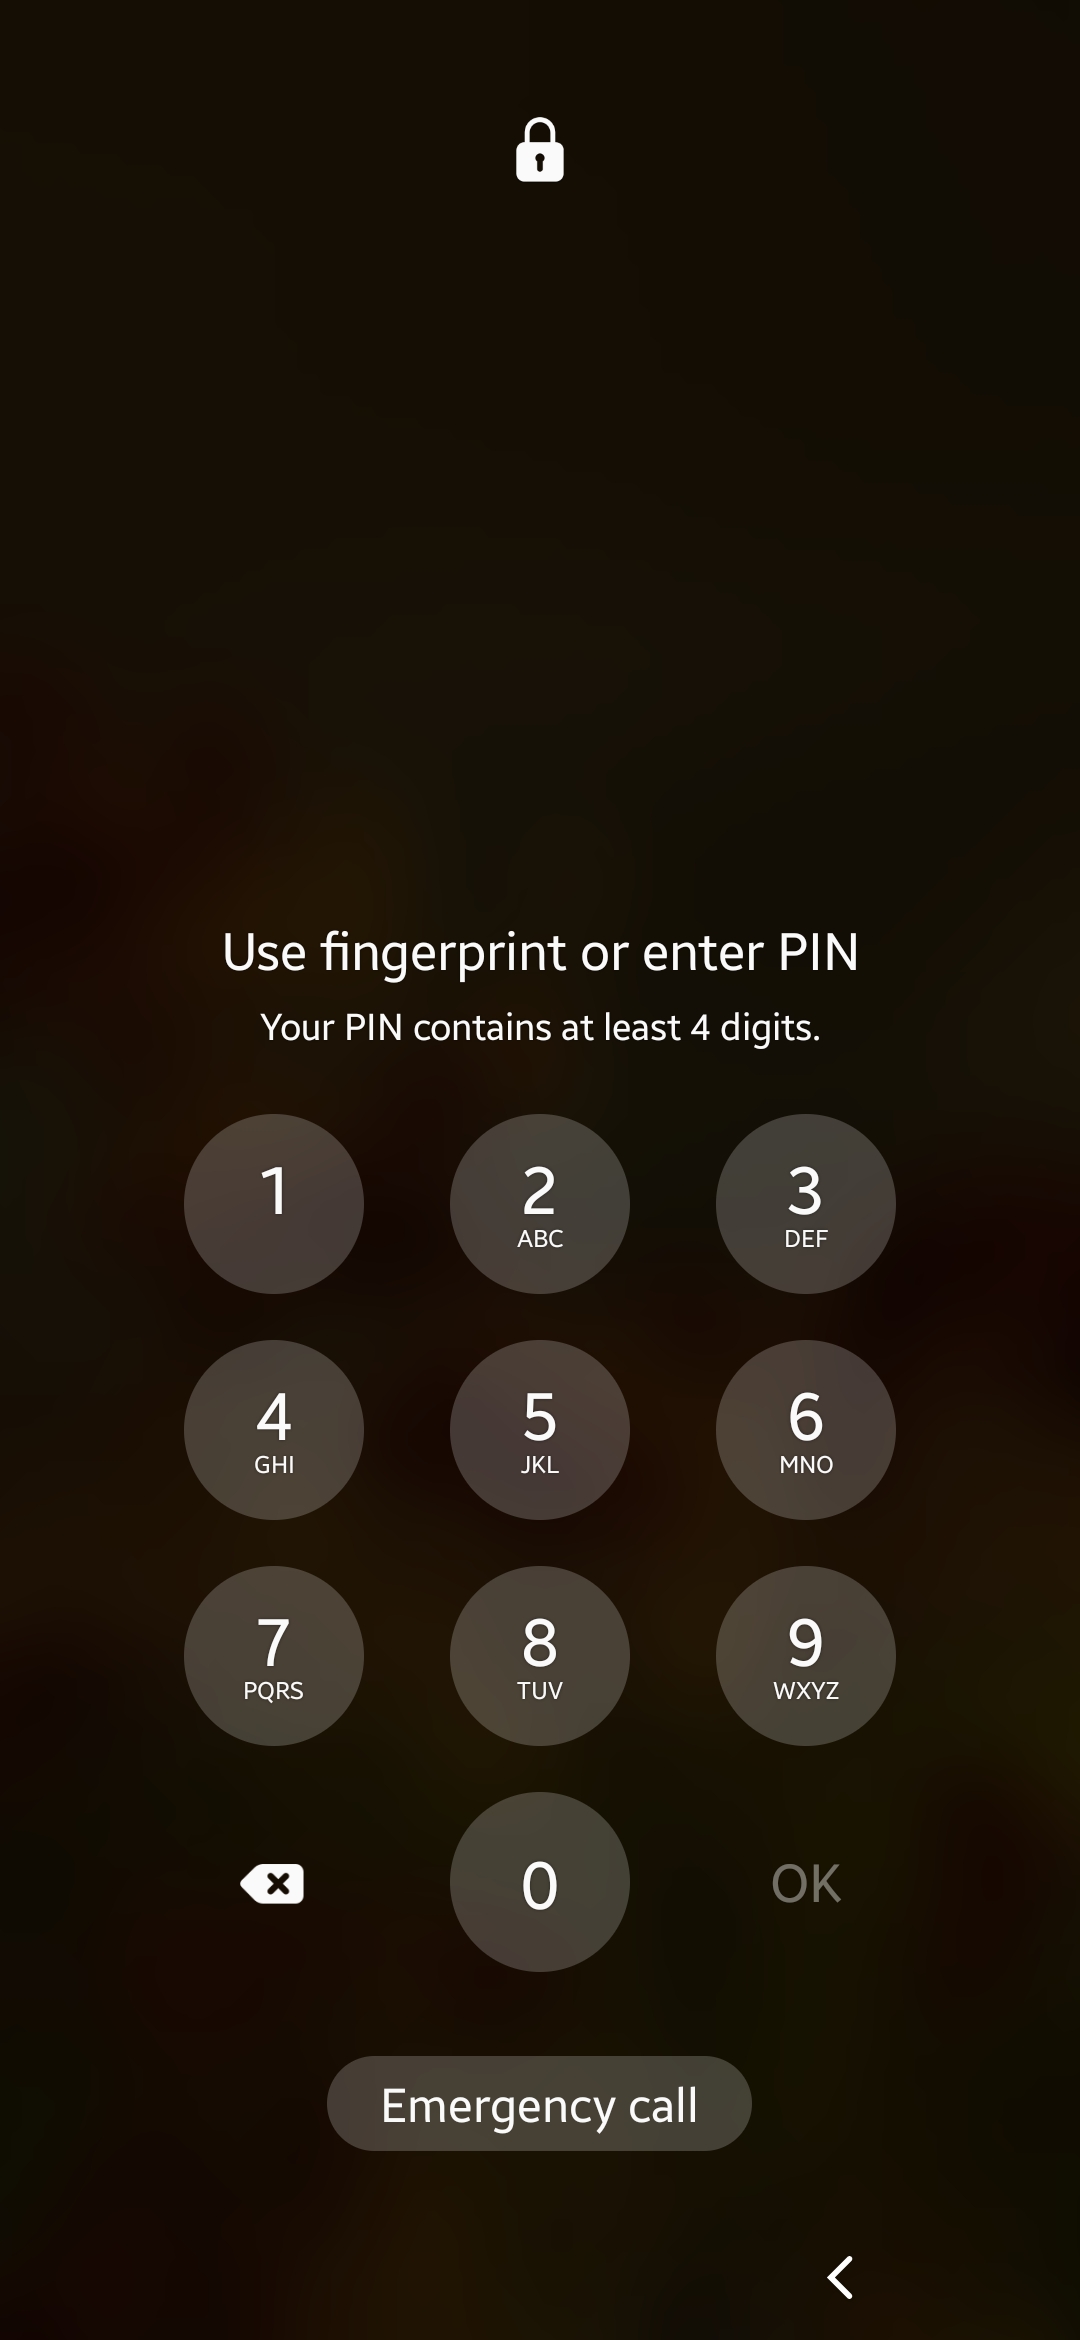 Use fingerprint or enter PIN
Your PIN contains at least 4 digits.
1
2
ABC
3
DEF
4
GHI
5
JKL
6
MNO
7
PQRS
8
TUV
9
WXYZ
0
OK
Emergency call